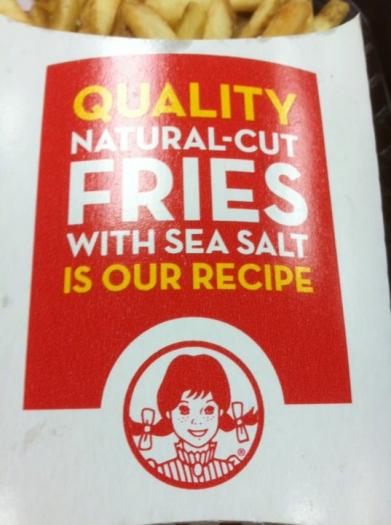 QUALITY
NATURAL-CUT
FRIES
WITH SEA SALT
IS OUR RECIPE
®